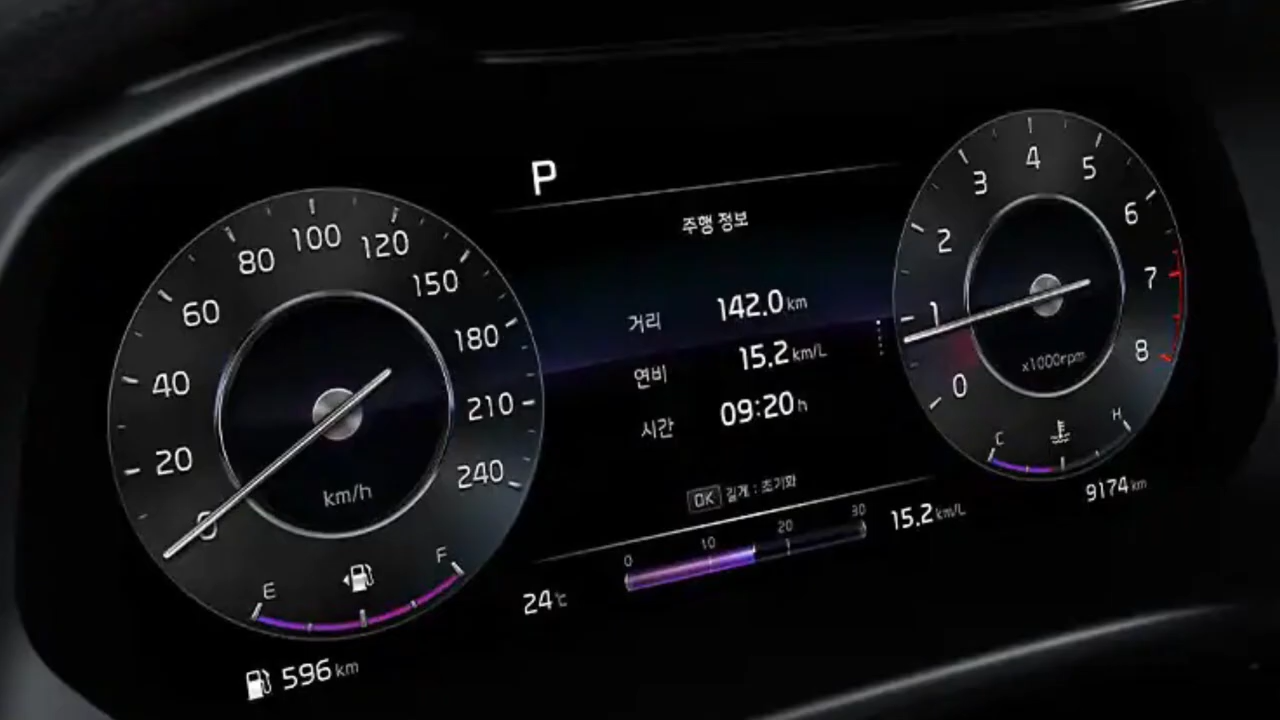 P
주행 정보
거리 142.0 km
연비 15.2 km/L
시간 09:20 h
OK 길게 : 초기화
0 10 20 30
15.2 km/L
24℃
0 20 40 60 80 100 120 150 180 210 240
km/h
E F
596 km
0 1 2 3 4 5 6 7 8
x1000rpm
C H
9174 km